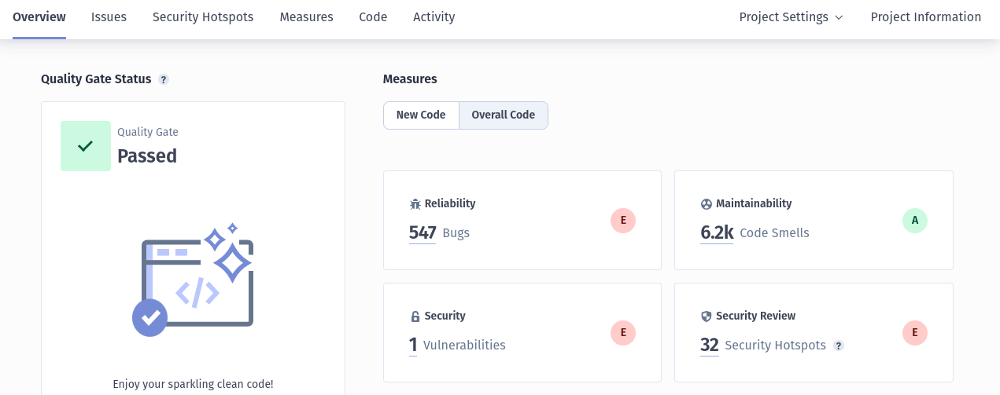 Overview Issues Security Hotspots Measures Code Activity Project Settings Project Information
Quality Gate Status ?
Quality Gate
Passed
</>
Enjoy your sparkling clean code!
Measures
New Code Overall Code
Reliability
547 Bugs
E
Maintainability
6.2k Code Smells
A
Security
1 Vulnerabilities
E
Security Review
32 Security Hotspots ?
E